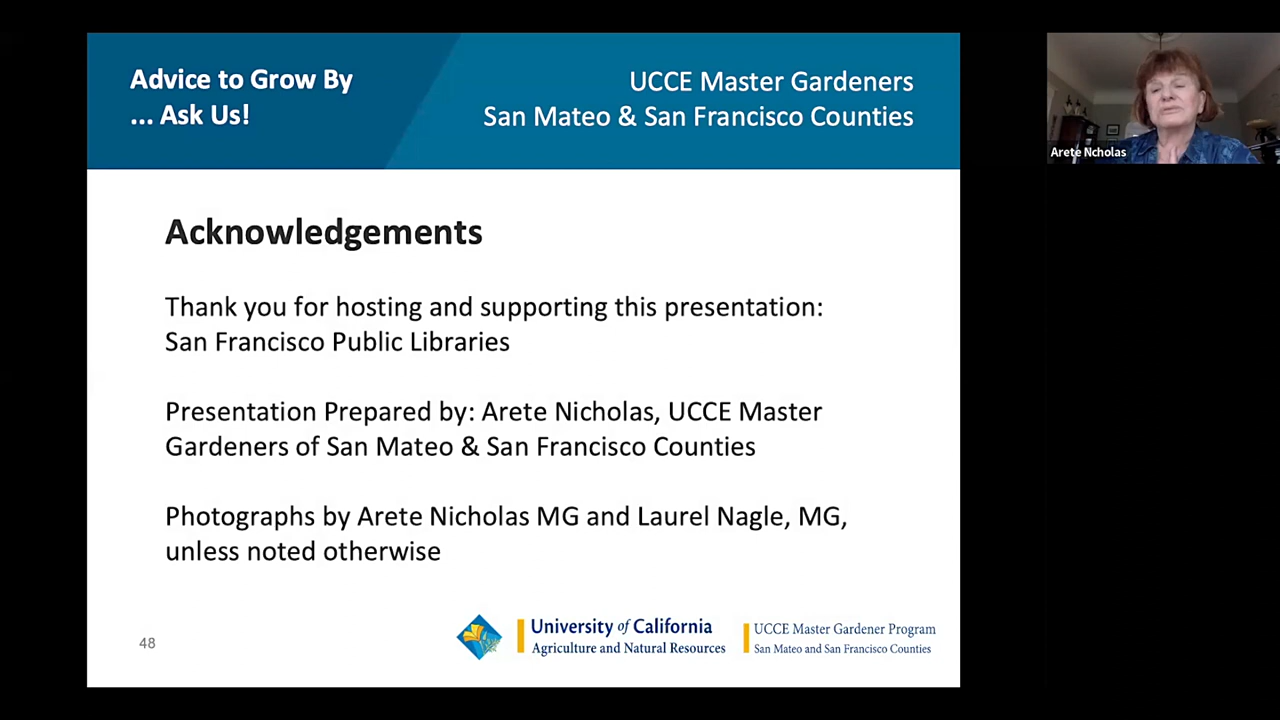 Advice to Grow By
... Ask Us!
UCCE Master Gardeners
San Mateo & San Francisco Counties
Arete Ncholas
Acknowledgements
Thank you for hosting and supporting this presentation:
San Francisco Public Libraries
Presentation Prepared by: Arete Nicholas, UCCE Master
Gardeners of San Mateo & San Francisco Counties
Photographs by Arete Nicholas MG and Laurel Nagle, MG,
unless noted otherwise
48
University of California
Agriculture and Natural Resources
UCCE Master Gardener Program
San Mateo and San Francisco Counties